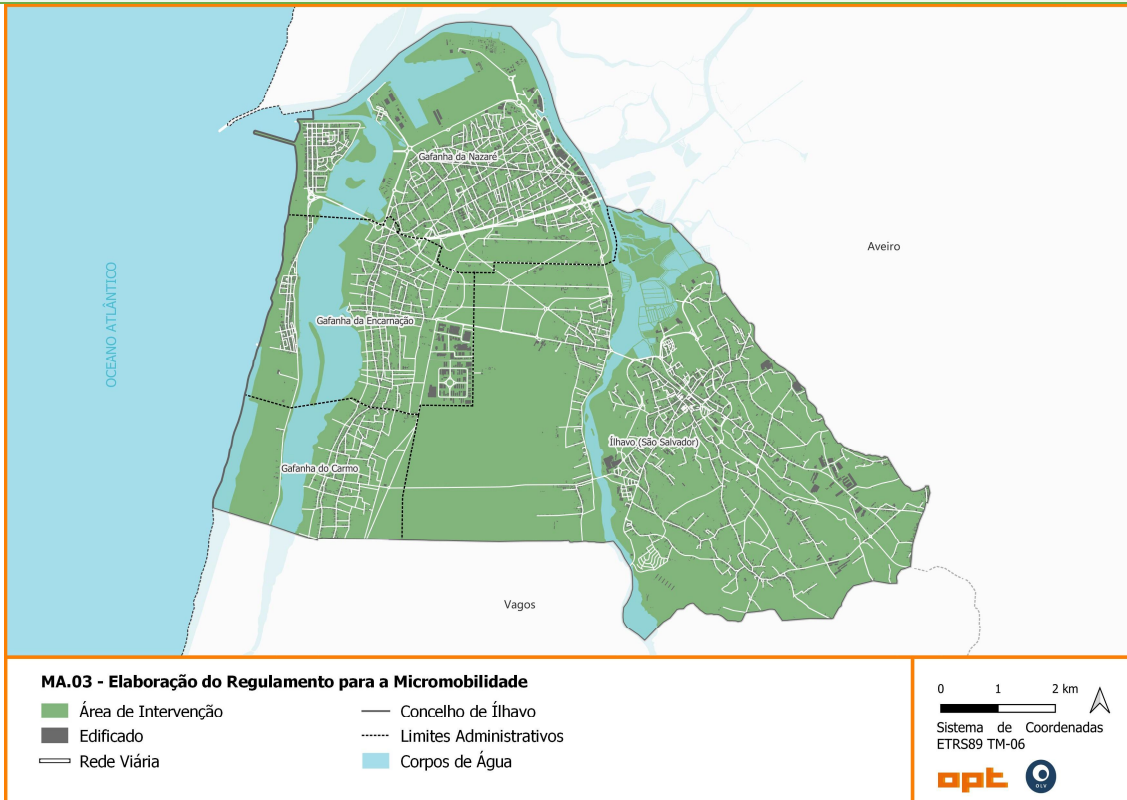 Gafanha da Nazaré
Aveiro
OCEANO ATLÂNTICO
Gafanha da Encarnação
Ílhavo (São Salvador)
Gafanha do Carmo
Vagos
MA.03 - Elaboração do Regulamento para a Micromobilidade
Área de Intervenção
Edificado
Rede Viária
Concelho de Ílhavo
Limites Administrativos
Corpos de Água
0 1 2 km
Sistema de Coordenadas
ETRS89 TM-06
opt
OLV